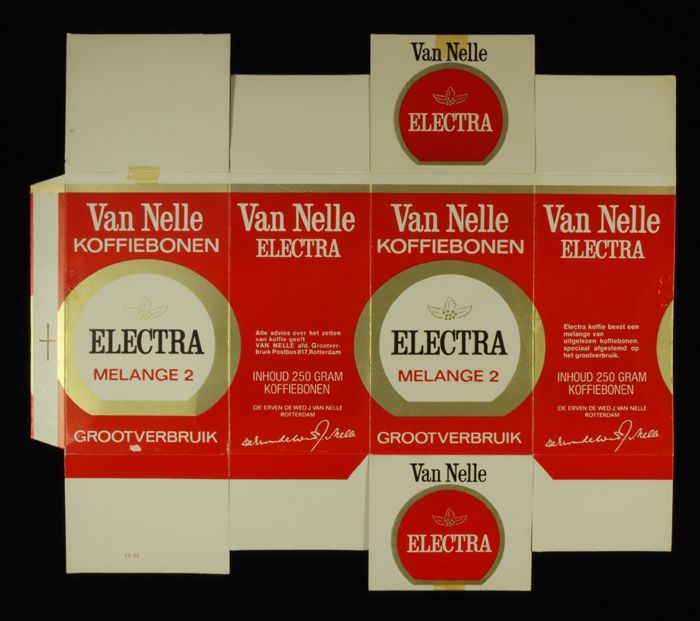 Van Nelle
ELECTRA
Van Nelle
KOFFIEBONEN
ELECTRA
MELANGE 2
GROOTVERBRUIK
Van Nelle
ELECTRA
Alle advies over het zetten
van koffie geeft
VAN NELLE afd. Grootver-
bruik Postbus 817, Rotterdam
INHOUD 250 GRAM
KOFFIEBONEN
DE ERVEN DE WED. J. VAN NELLE
ROTTERDAM
Van Nelle
KOFFIEBONEN
ELECTRA
MELANGE 2
GROOTVERBRUIK
Van Nelle
ELECTRA
Electra koffie bevat een
melange van
uitgelezen koffiebonen,
speciaal afgestemd op
het grootverbruik.
INHOUD 250 GRAM
KOFFIEBONEN
DE ERVEN DE WED. J. VAN NELLE
ROTTERDAM
Van Nelle
ELECTRA